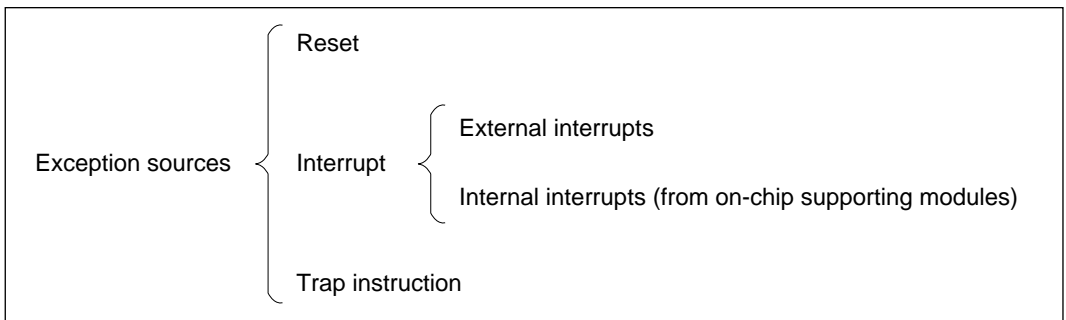 Reset
External interrupts
Exception sources
Interrupt
Internal interrupts (from on-chip supporting modules)
Trap instruction